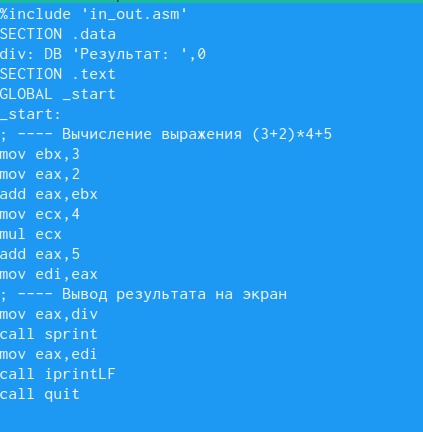 %include 'in_out.asm'
SECTION .data
div: DB 'Результат: ',0
SECTION .text
GLOBAL _start
_start:
; ---- Вычисление выражения (3+2)*4+5
mov ebx,3
mov eax,2
add eax,ebx
mov ecx,4
mul ecx
add eax,5
mov edi,eax
; ---- Вывод результата на экран
mov eax,div
call sprint
mov eax,edi
call iprintLF
call quit